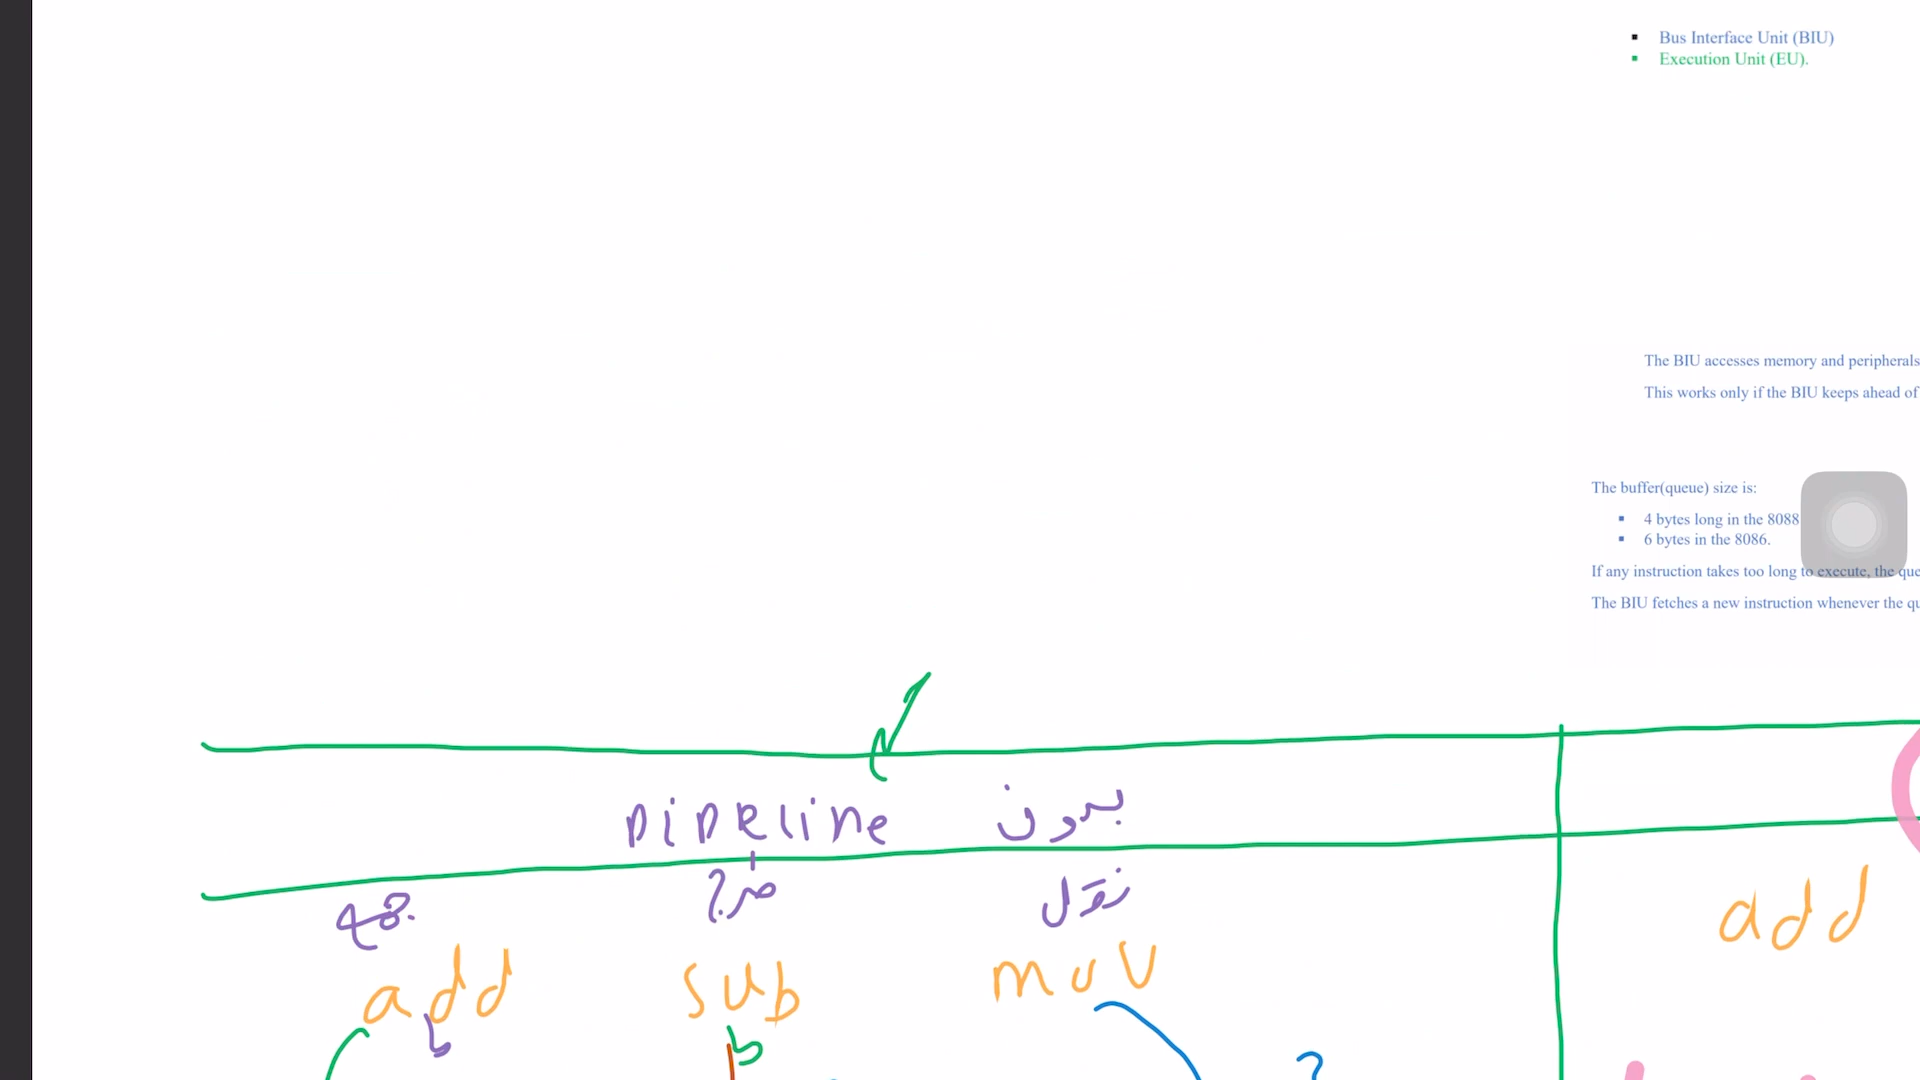 Bus Interface Unit (BIU)
Execution Unit (EU).
The BIU accesses memory and peripherals
This works only if the BIU keeps ahead of
The buffer(queue) size is:
4 bytes long in the 8088
6 bytes in the 8086.
If any instruction takes too long to execute, the que
The BIU fetches a new instruction whenever the qu
بدون pipeline
نقل
add sub mov
add
?